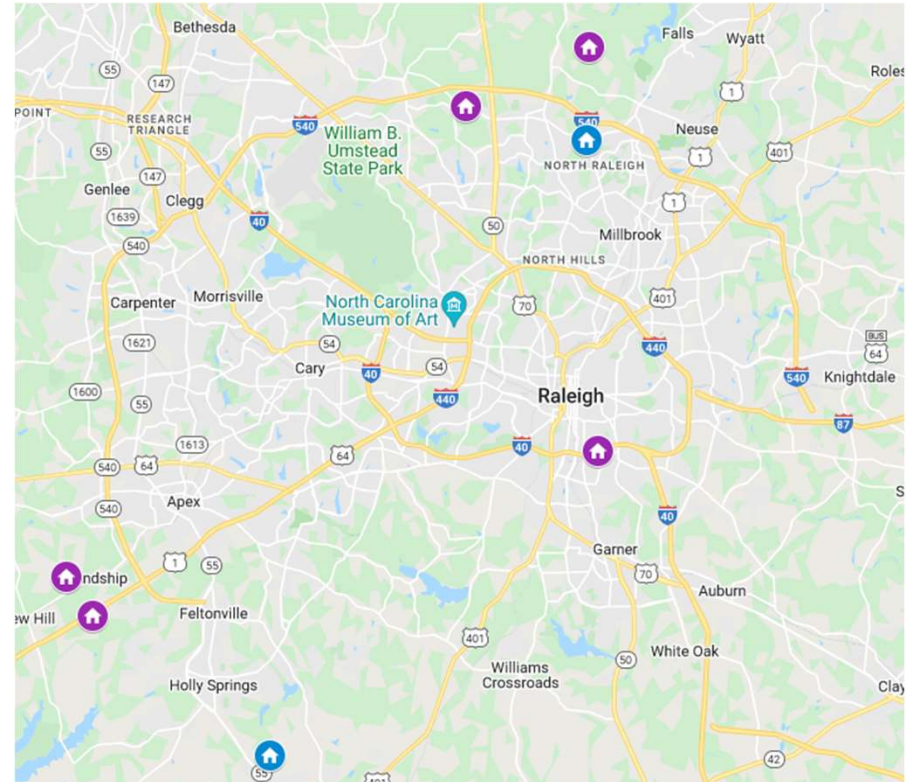 Bethesda
Falls
Wyatt
55
147
1
Roles
POINT
RESEARCH
TRIANGLE
540
540
William B.
Umstead
State Park
Neuse
55
NORTH RALEIGH
1
401
147
Genlee
Clegg
1
1639
40
50
540
Millbrook
NORTH HILLS
Carpenter
Morrisville
North Carolina
Museum of Art
70
401
1621
54
440
BUS
64
Cary
40
54
540
Knightdale
1600
55
440
Raleigh
87
1613
40
540
64
64
S
Apex
540
40
Garner
1
55
ndship
70
Auburn
ew Hill
Feltonville
401
White Oak
50
Williams
Crossroads
Holly Springs
Clay
55
42
401